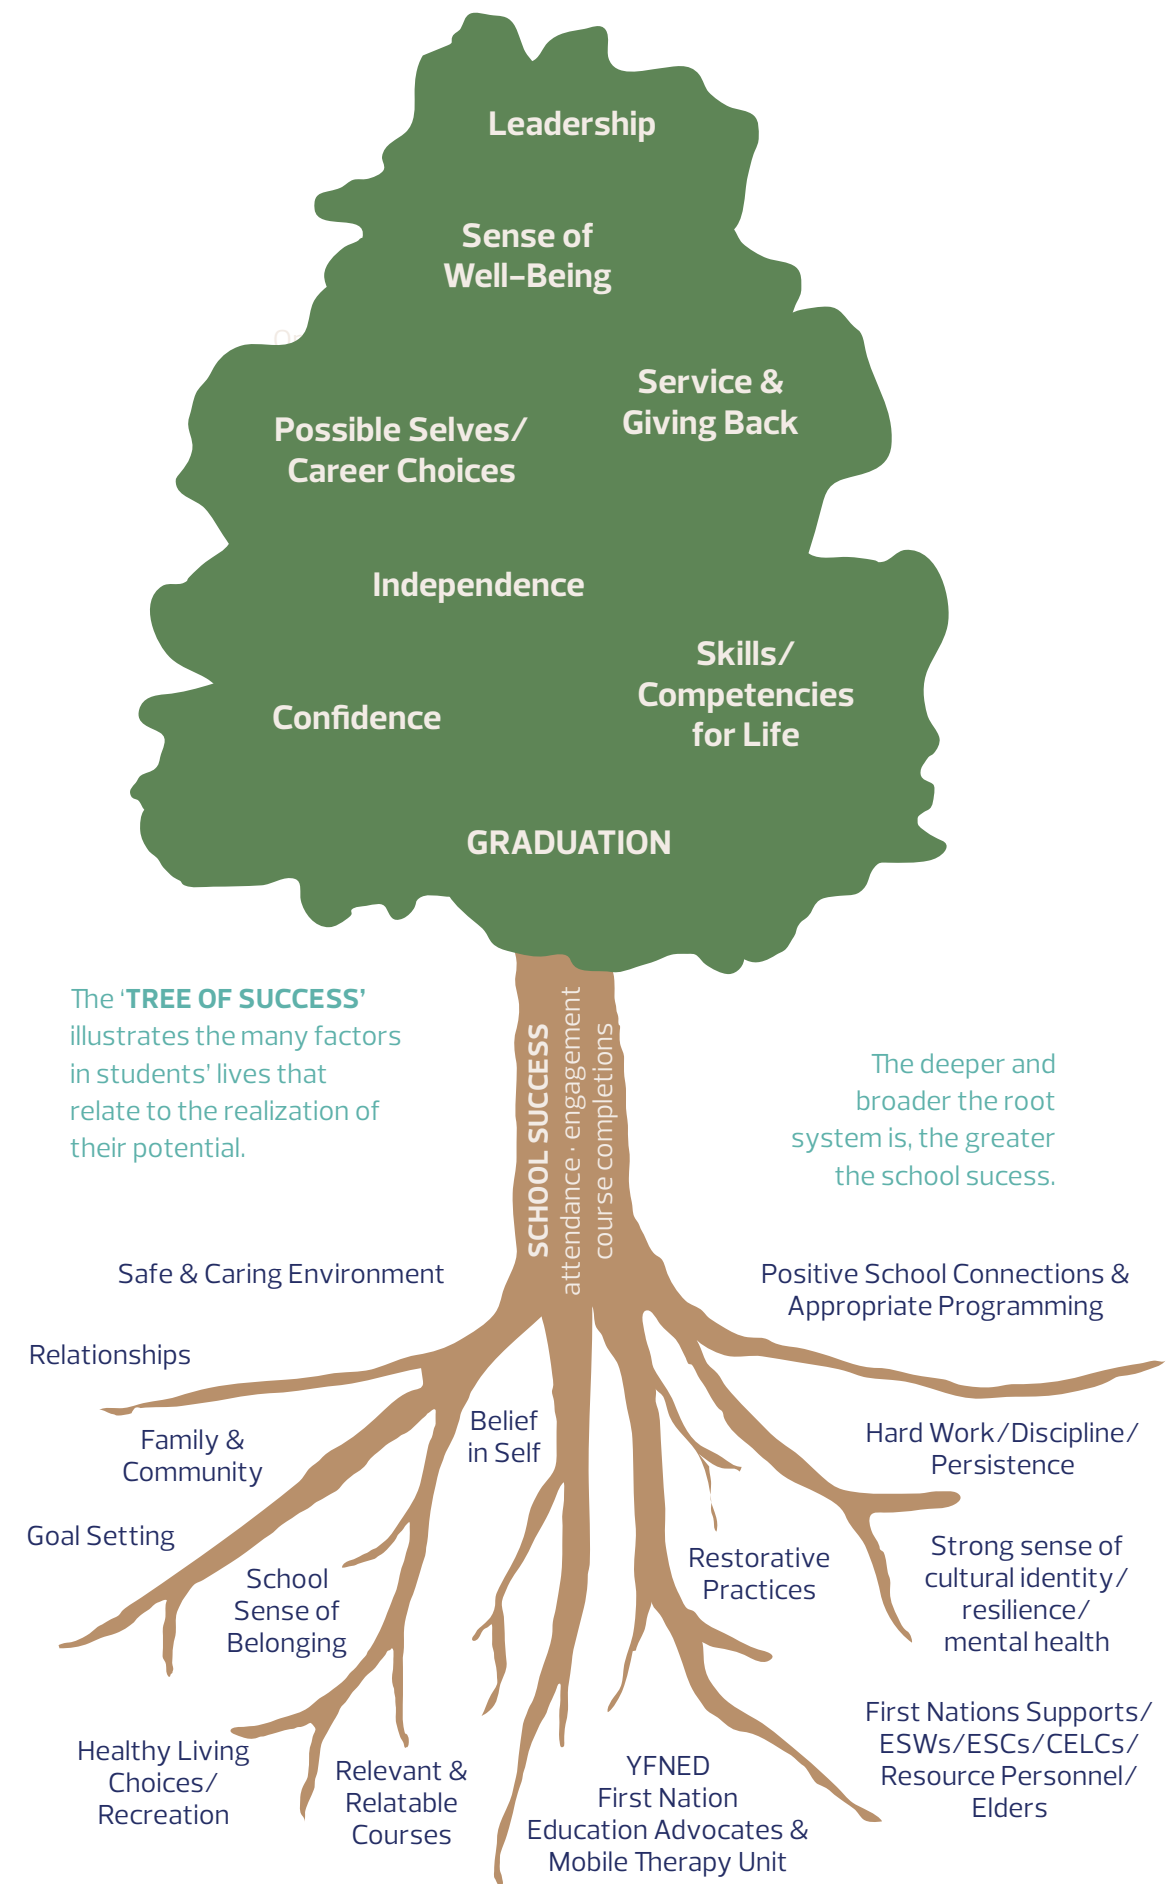 Leadership
Sense of
Well-Being
Service &
Giving Back
Possible Selves/
Career Choices
Independence
Skills/
Competencies
for Life
Confidence
GRADUATION
The ‘TREE OF SUCCESS’
illustrates the many factors
in students’ lives that
relate to the realization of
their potential.
SCHOOL SUCCESS
attendance · engagement
course completions
The deeper and
broader the root
system is, the greater
the school sucess.
Safe & Caring Environment
Positive School Connections &
Appropriate Programming
Relationships
Family &
Community
Belief
in Self
Hard Work/Discipline/
Persistence
Goal Setting
School
Sense of
Belonging
Restorative
Practices
Strong sense of
cultural identity/
resilience/
mental health
Healthy Living
Choices/
Recreation
Relevant &
Relatable
Courses
YFNED
First Nation
Education Advocates &
Mobile Therapy Unit
First Nations Supports/
ESWs/ESCs/CELCs/
Resource Personnel/
Elders